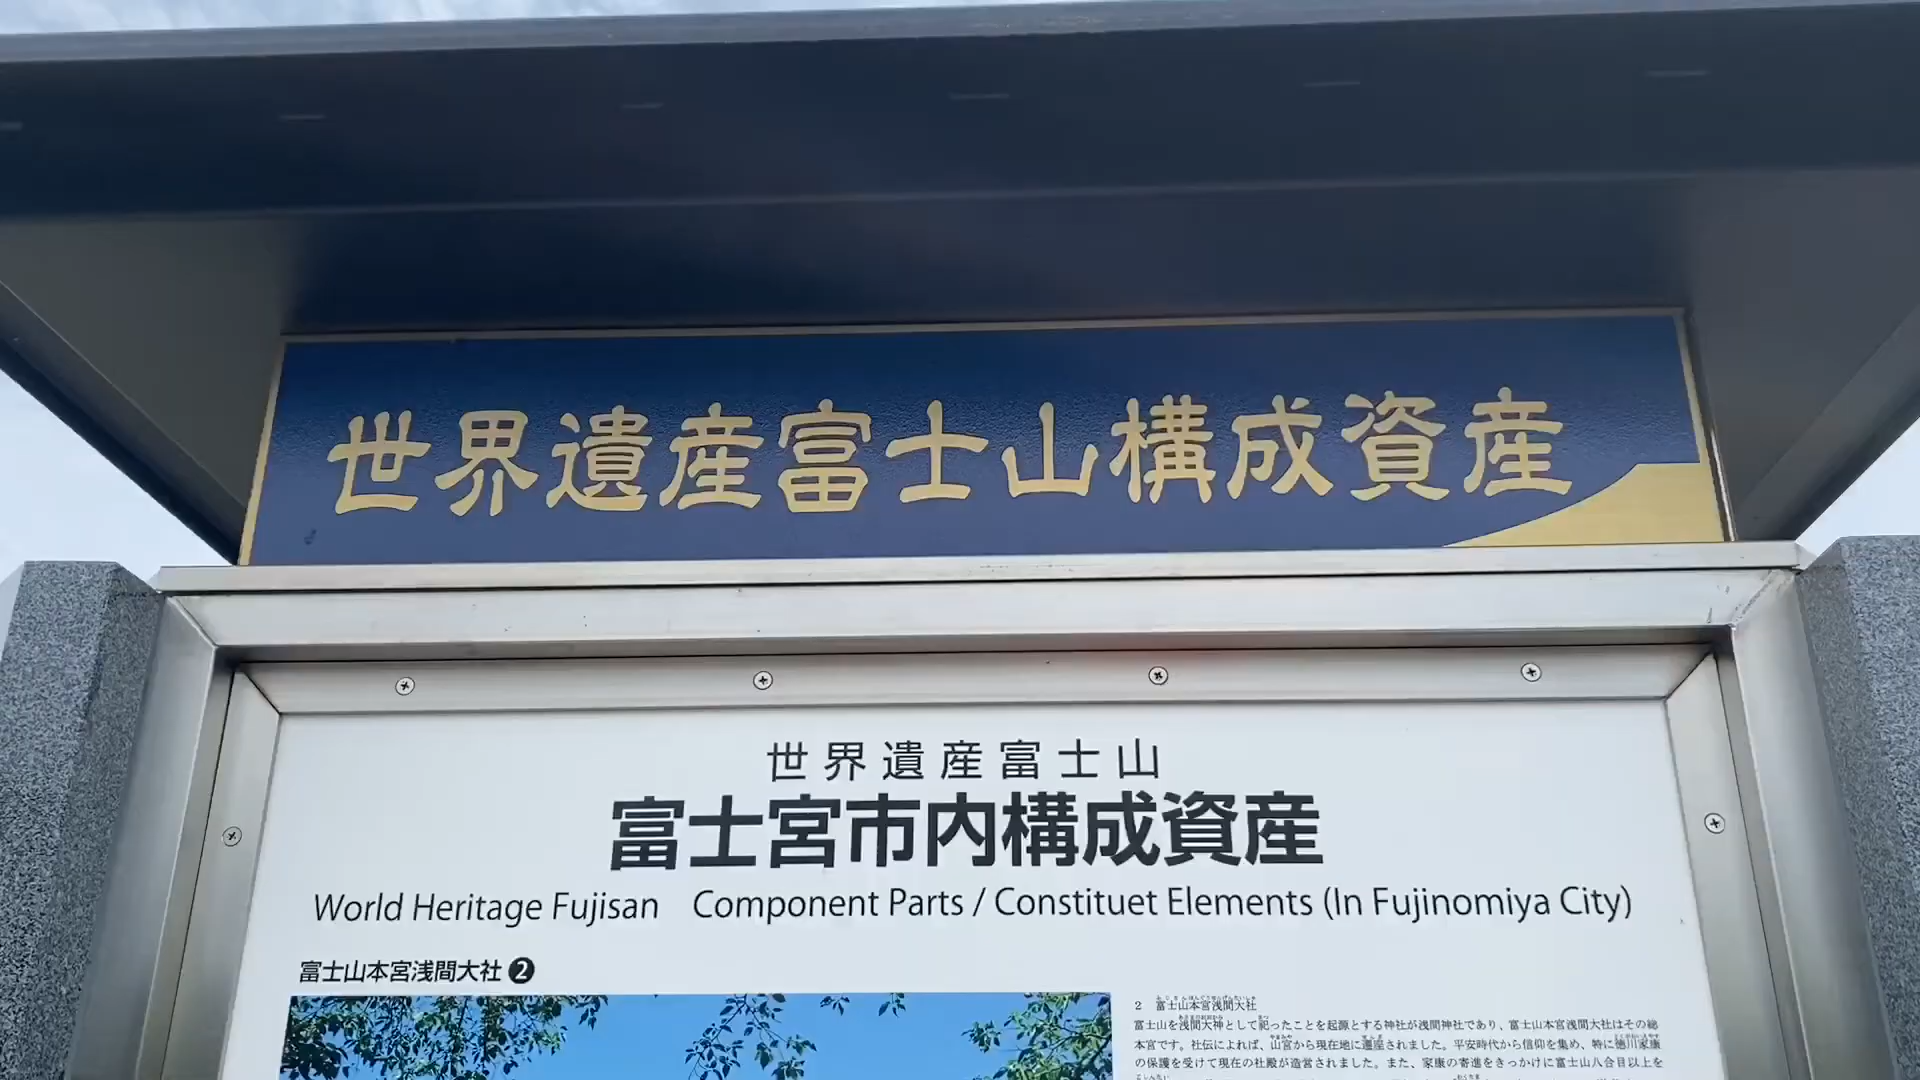 世界遺産富士山構成資産
世界遺産富士山
富士宮市内構成資産
World Heritage Fujisan Component Parts / Constituet Elements (In Fujinomiya City)
富士山本宮浅間大社 ❷
2 富士山本宮浅間大社
富士山を浅間大神として祀ったことを起源とする神社が浅間神社であり、富士山本宮浅間大社はその総
本宮です。社伝によれば、山宮から現在地に遷座されました。平安時代から信仰を集め、特に徳川家康
の保護を受けて現在の社殿が造営されました。また、家康の寄進をきっかけに富士山八合目以上を